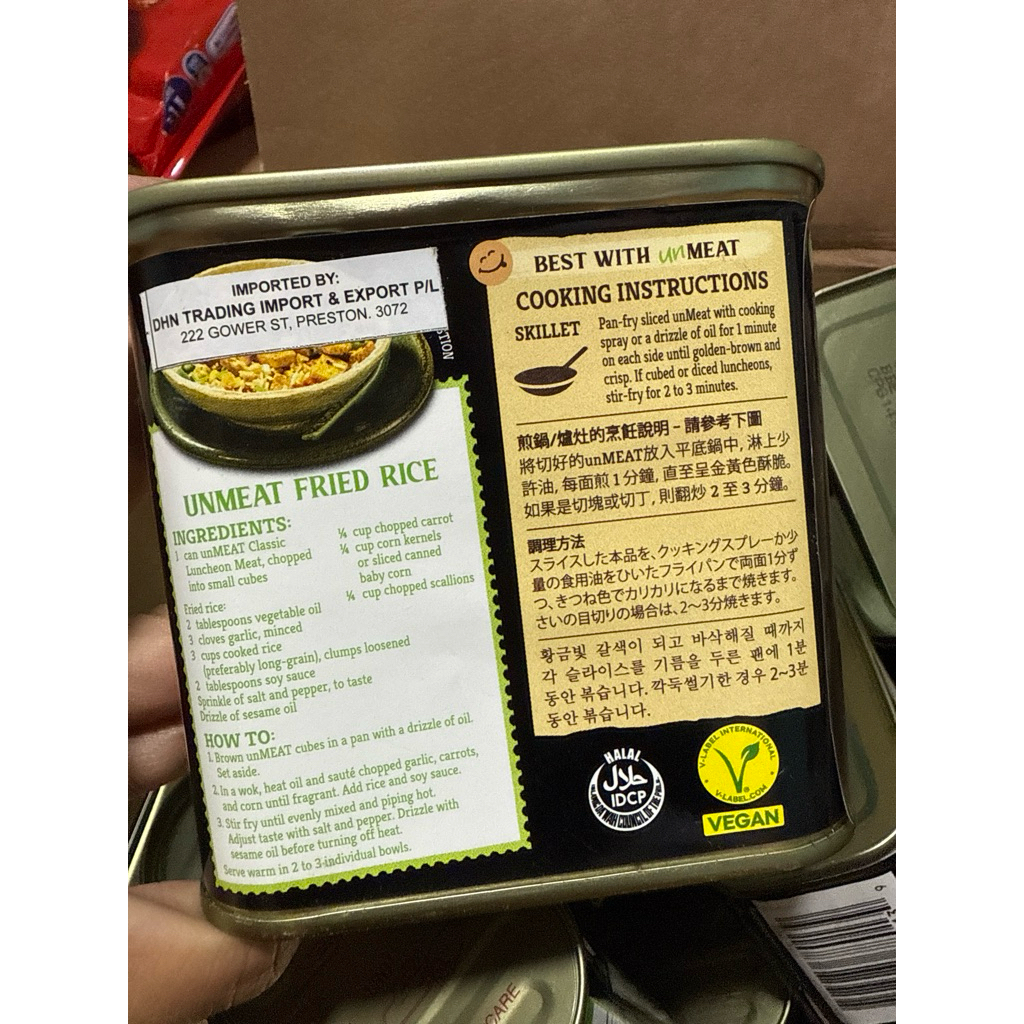 IMPORTED BY:
DHN TRADING IMPORT & EXPORT P/L
222 GOWER ST, PRESTON. 3072
UNMEAT FRIED RICE
INGREDIENTS:
1 can unMEAT Classic
Luncheon Meat, chopped
into small cubes
Fried rice:
2 tablespoons vegetable oil
3 cloves garlic, minced
3 cups cooked rice
(preferably long-grain), clumps loosened
2 tablespoons soy sauce
Sprinkle of salt and pepper, to taste
Drizzle of sesame oil
¼ cup chopped carrot
¼ cup corn kernels
or sliced canned
baby corn
¼ cup chopped scallions
HOW TO:
1. Brown unMEAT cubes in a pan with a drizzle of oil.
Set aside.
2. In a wok, heat oil and sauté chopped garlic, carrots,
and corn until fragrant. Add rice and soy sauce.
3. Stir fry until evenly mixed and piping hot.
Adjust taste with salt and pepper. Drizzle with
sesame oil before turning off heat.
Serve warm in 2 to 3 individual bowls.
BEST WITH unMEAT
COOKING INSTRUCTIONS
SKILLET
Pan-fry sliced unMeat with cooking
spray or a drizzle of oil for 1 minute
on each side until golden-brown and
crisp. If cubed or diced luncheons,
stir-fry for 2 to 3 minutes.
煎鍋/爐灶的烹飪說明 – 請參考下圖
將切好的unMEAT放入平底鍋中, 淋上少
許油, 每面煎1分鐘, 直至呈金黃色酥脆。
如果是切塊或切丁, 則翻炒 2 至 3 分鐘。
調理方法
スライスした本品を、クッキングスプレーか少
量の食用油をひいたフライパンで両面1分ず
つ、きつね色でカリカリになるまで焼きます。
さいの目切りの場合は、2〜3分焼きます。
황금빛 갈색이 되고 바삭해질 때까지
각 슬라이스를 기름을 두른 팬에 1분
동안 볶습니다. 깍둑썰기한 경우 2~3분
동안 볶습니다.
HALAL
حلال
IDCP
V-LABEL INTERNATIONAL
V-LABEL.COM
VEGAN
CARE